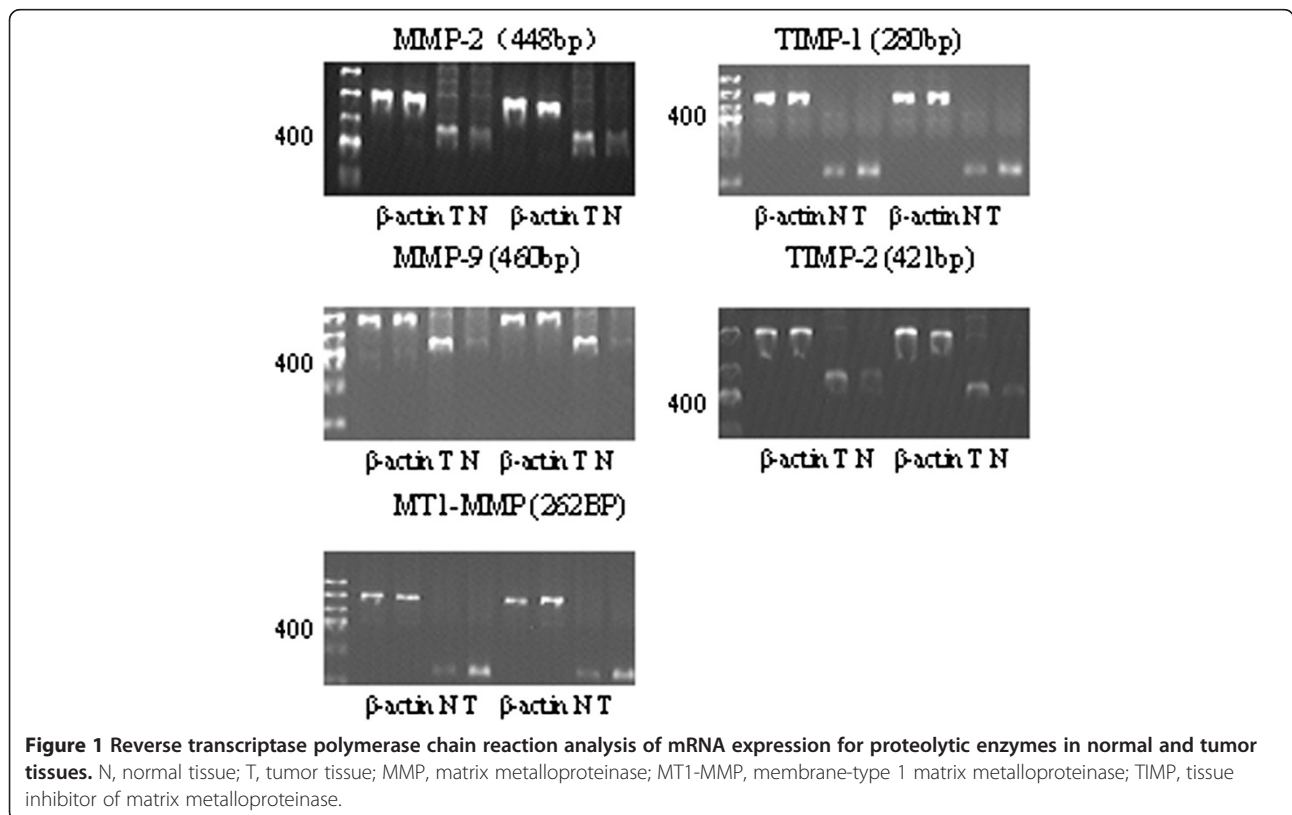 MMP-2 (448bp)
400
β-actin T N β-actin T N
TIMP-1 (280bp)
400
β-actin N T β-actin N T
MMP-9 (460bp)
400
β-actin T N β-actin T N
TIMP-2 (421bp)
400
β-actin T N β-actin T N
MT1-MMP (262BP)
400
β-actin N T β-actin N T
Figure 1 Reverse transcriptase polymerase chain reaction analysis of mRNA expression for proteolytic enzymes in normal and tumor
tissues. N, normal tissue; T, tumor tissue; MMP, matrix metalloproteinase; MT1-MMP, membrane-type 1 matrix metalloproteinase; TIMP, tissue
inhibitor of matrix metalloproteinase.